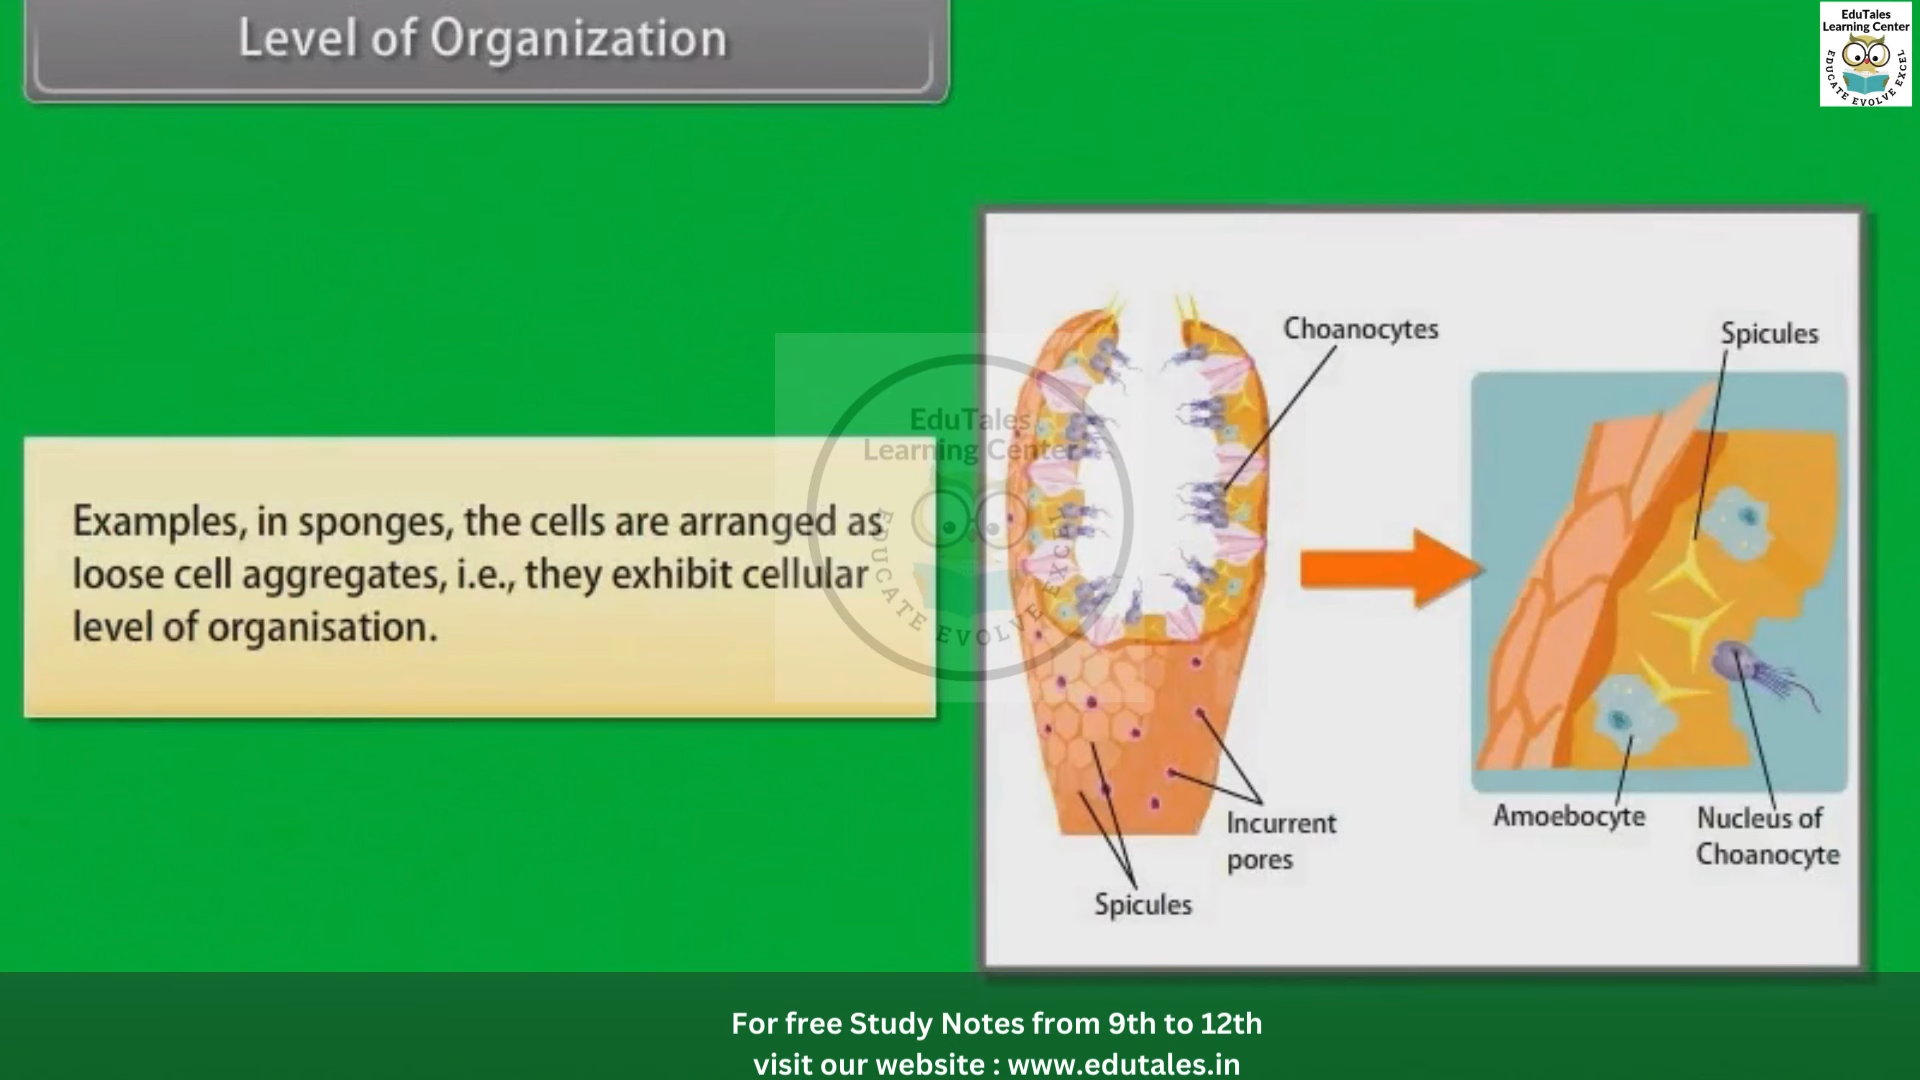 Level of Organization
EduTales
Learning Center
EDUCATE EVOLVE EXCEL
Examples, in sponges, the cells are arranged as
loose cell aggregates, i.e., they exhibit cellular
level of organisation.
EduTales
Learning Center
EDUCATE EVOLVE EXCEL
Choanocytes
Spicules
Incurrent
pores
Spicules
Amoebocyte
Nucleus of
Choanocyte
For free Study Notes from 9th to 12th
visit our website : www.edutales.in